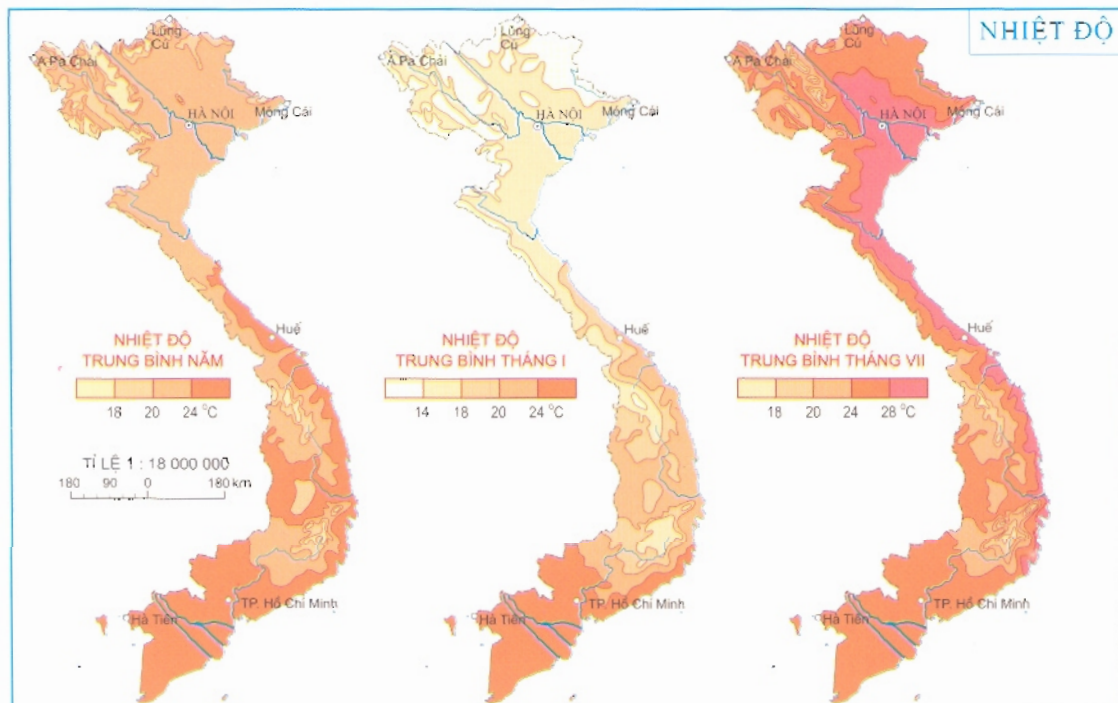 NHIỆT ĐỘ
Lũng
Cú
A Pa Chải
HÀ NỘI
Móng Cái
Huế
NHIỆT ĐỘ
TRUNG BÌNH NĂM
18 20 24 °C
TỈ LỆ 1 : 18 000 000
180 90 0 180 km
TP. Hồ Chí Minh
Hà Tiên
Lũng
Cú
A Pa Chải
HÀ NỘI
Móng Cái
Huế
NHIỆT ĐỘ
TRUNG BÌNH THÁNG I
14 18 20 24 °C
TP. Hồ Chí Minh
Hà Tiên
Lũng
Cú
A Pa Chải
HÀ NỘI
Móng Cái
Huế
NHIỆT ĐỘ
TRUNG BÌNH THÁNG VII
18 20 24 28 °C
TP. Hồ Chí Minh
Hà Tiên